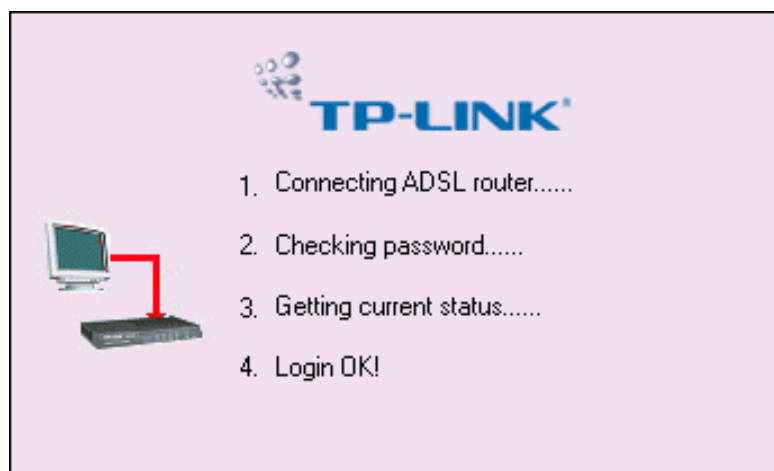 TP-LINK®
1. Connecting ADSL router......
2. Checking password......
3. Getting current status......
4. Login OK!